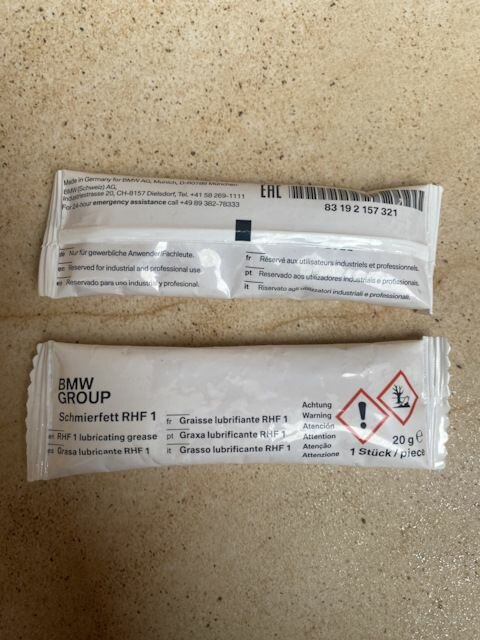 Made in Germany for BMW AG, Munich, D-80788 München
BMW (Schweiz) AG,
Industriestrasse 20, CH-8157 Dielsdorf, Tel. +41 58 269-1111
For 24-hour emergency assistance call +49 89 382-78333
EAC
83 19 2 157 321
de Nur für gewerbliche Anwender/Fachleute.
en Reserved for industrial and professional use
es Reservado para uso industrial y profesional.
fr Réservé aux utilisateurs industriels et professionnels.
pt Reservado aos utilizadores industriais e profissionais.
it Riservato agli utilizzatori industriali e professionali.
BMW
GROUP
Schmierfett RHF 1
en RHF 1 lubricating grease
es Grasa lubricante RHF 1
fr Graisse lubrifiante RHF 1
pt Graxa lubrificante RHF 1
it Grasso lubrificante RHF 1
Achtung
Warning
Atención
Attention
Atenção
Attenzione
20 g e
1 Stück / piece